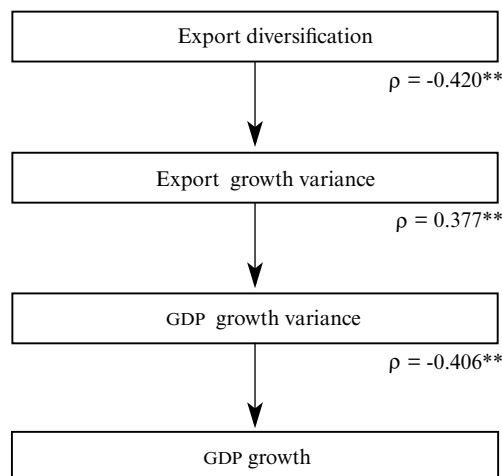 Export diversification
ρ = -0.420**
Export growth variance
ρ = 0.377**
GDP growth variance
ρ = -0.406**
GDP growth